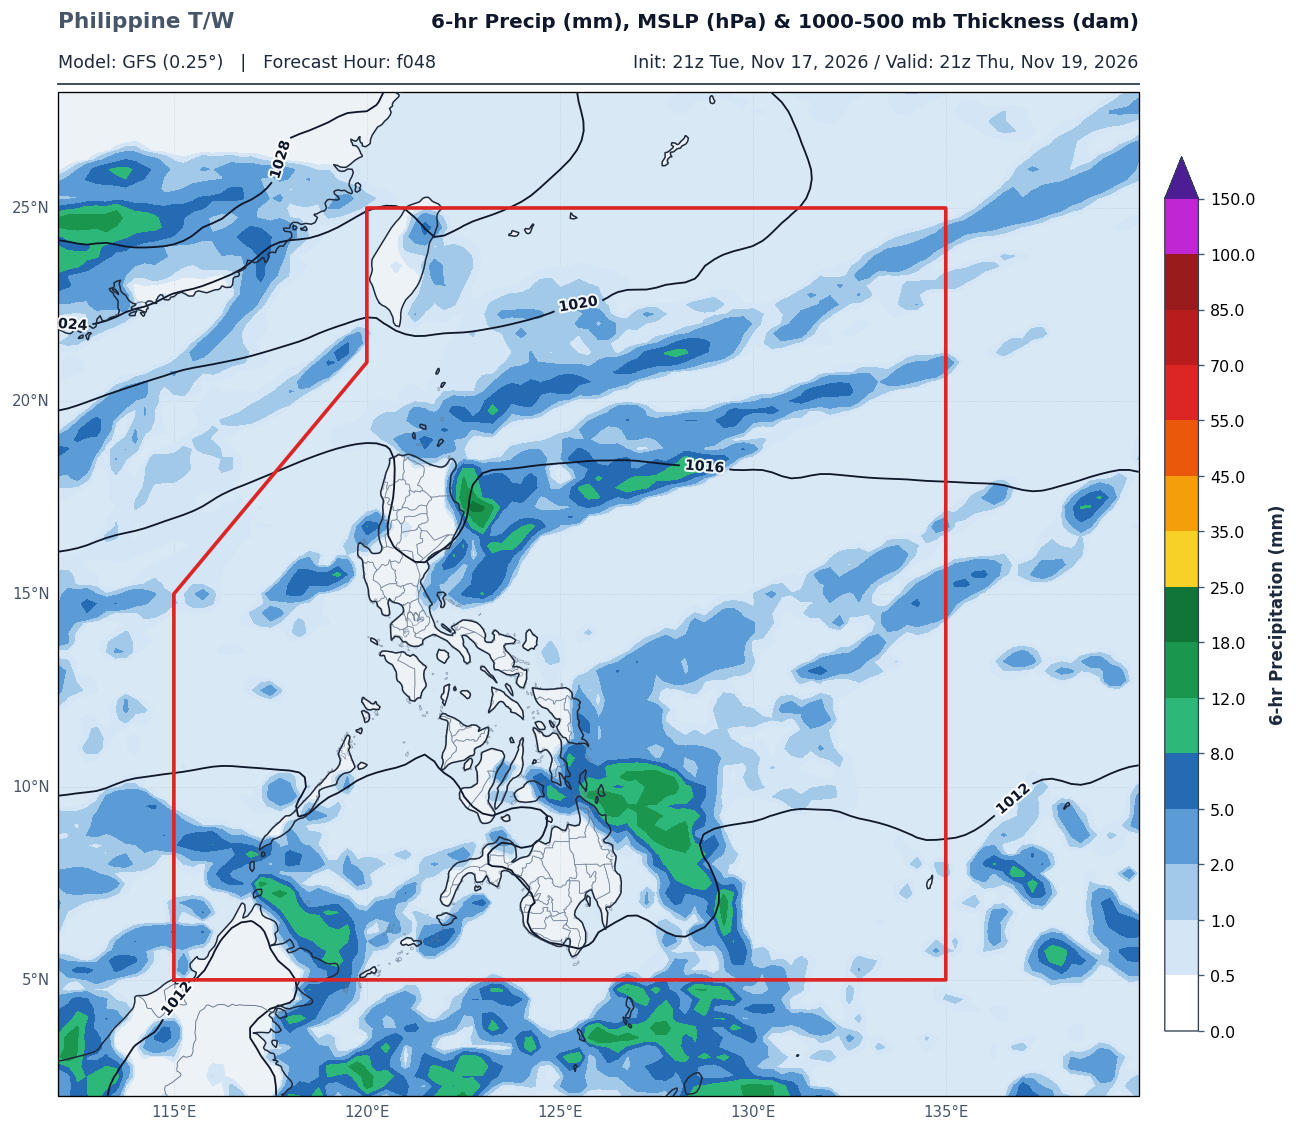 Philippine T/W
6-hr Precip (mm), MSLP (hPa) & 1000-500 mb Thickness (dam)
Model: GFS (0.25°) | Forecast Hour: f048
Init: 21z Tue, Nov 17, 2026 / Valid: 21z Thu, Nov 19, 2026
1028
024
1020
1016
1012
1012
25°N
20°N
15°N
10°N
5°N
115°E
120°E
125°E
130°E
135°E
150.0
100.0
85.0
70.0
55.0
45.0
35.0
25.0
18.0
12.0
8.0
5.0
2.0
1.0
0.5
0.0
6-hr Precipitation (mm)